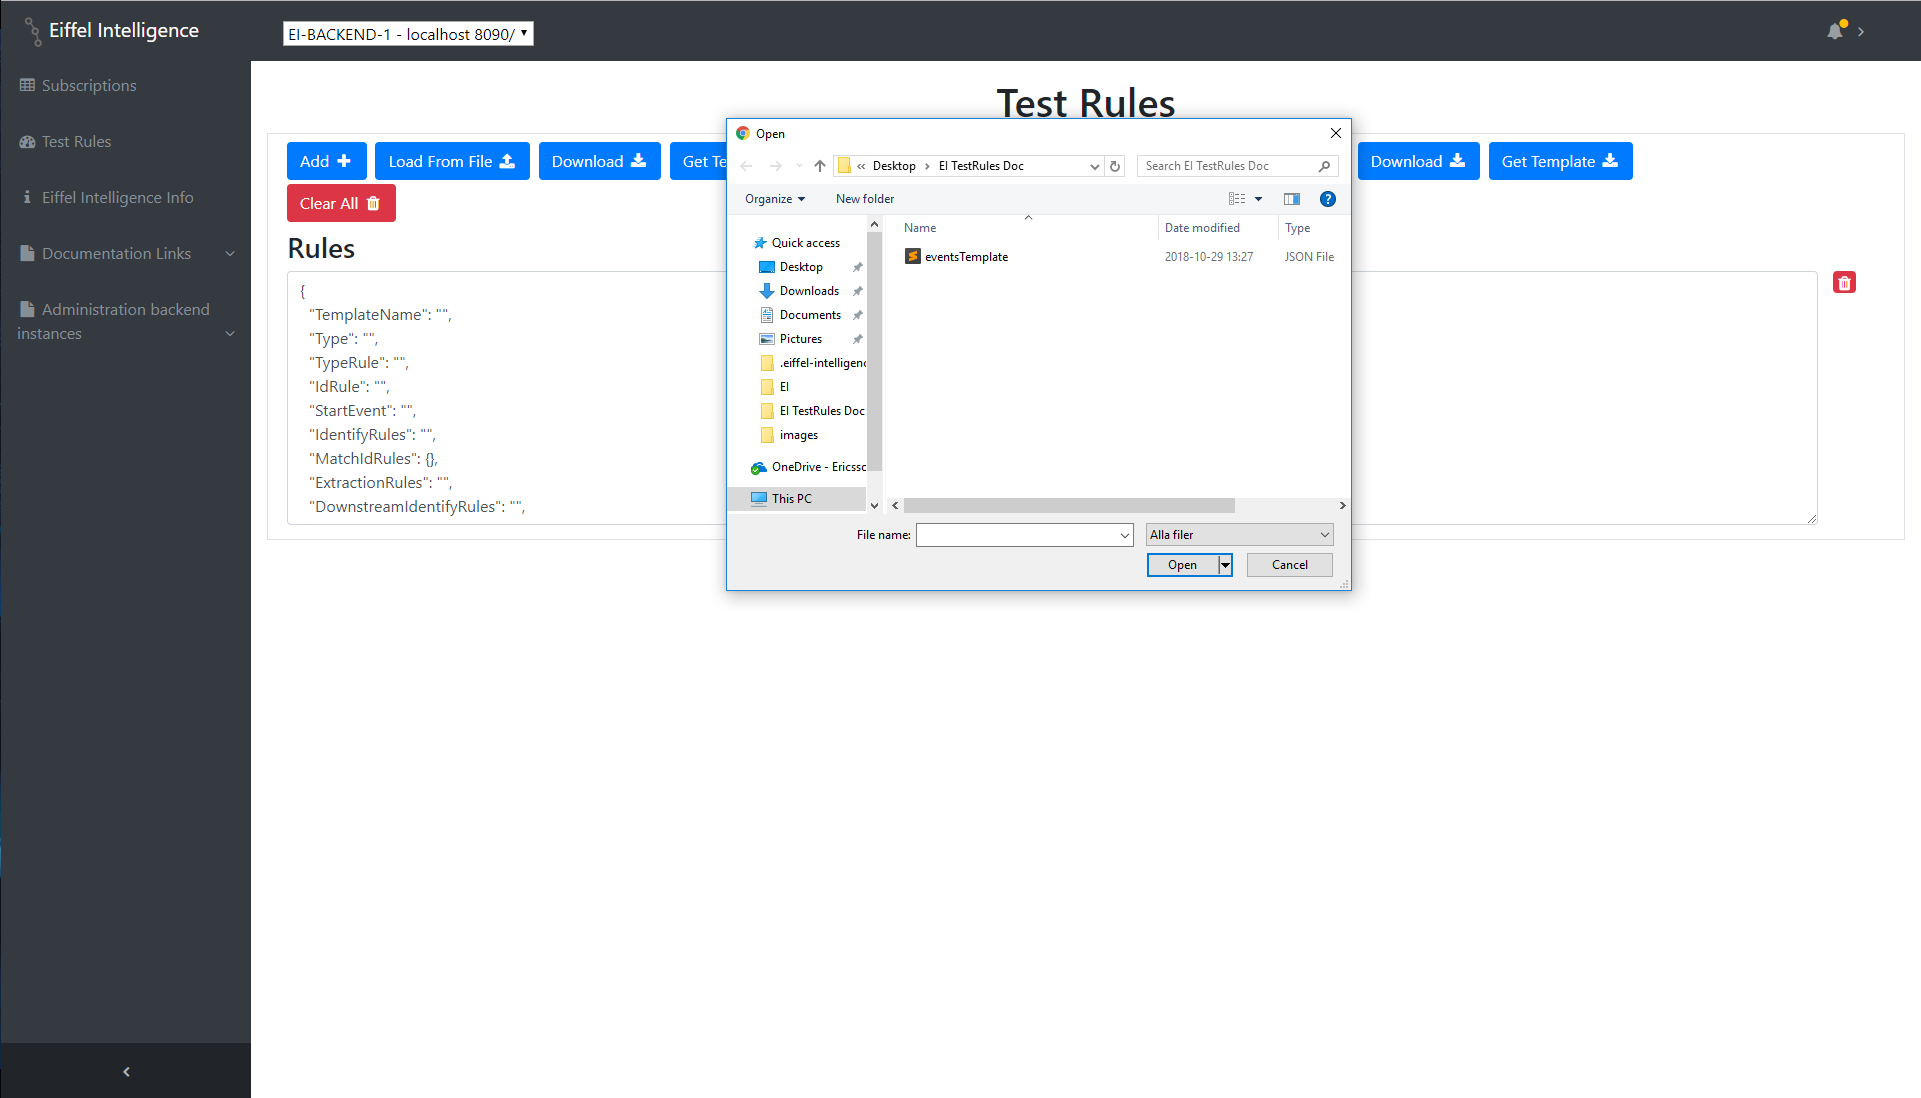 Eiffel Intelligence
EI-BACKEND-1 - localhost 8090/
Subscriptions
Test Rules
Eiffel Intelligence Info
Documentation Links
Administration backend
instances
Test Rules
Add
Load From File
Download
Get Te
Download
Get Template
Clear All
Rules
{
"TemplateName": "",
"Type": "",
"TypeRule": "",
"IdRule": "",
"StartEvent": "",
"IdentifyRules": "",
"MatchIdRules": {},
"ExtractionRules": "",
"DownstreamIdentifyRules": "",
Open
« Desktop › EI TestRules Doc
Search EI TestRules Doc
Organize
New folder
Name
Date modified
Type
eventsTemplate
2018-10-29 13:27
JSON File
Quick access
Desktop
Downloads
Documents
Pictures
.eiffel-intelligenc
EI
EI TestRules Doc
images
OneDrive - Ericssc
This PC
File name:
Alla filer
Open
Cancel